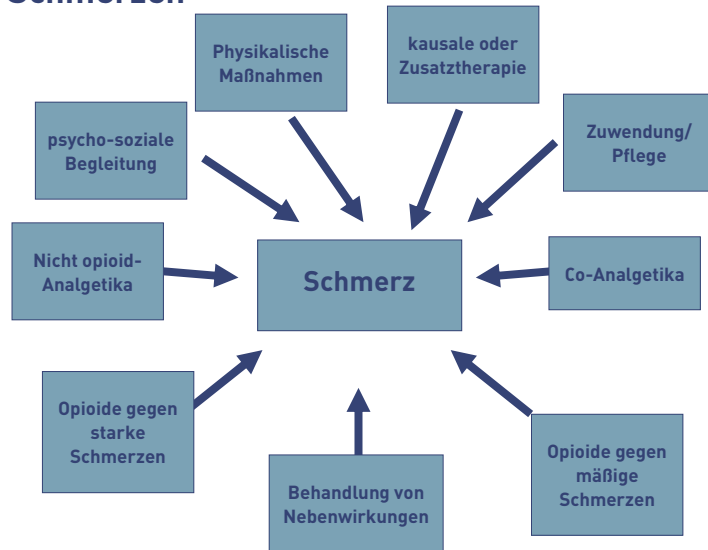 Schmerzen
Physikalische
Maßnahmen
kausale oder
Zusatztherapie
psycho-soziale
Begleitung
Zuwendung/
Pflege
Nicht opioid-
Analgetika
Schmerz
Co-Analgetika
Opioide gegen
starke
Schmerzen
Behandlung von
Nebenwirkungen
Opioide gegen
mäßige
Schmerzen